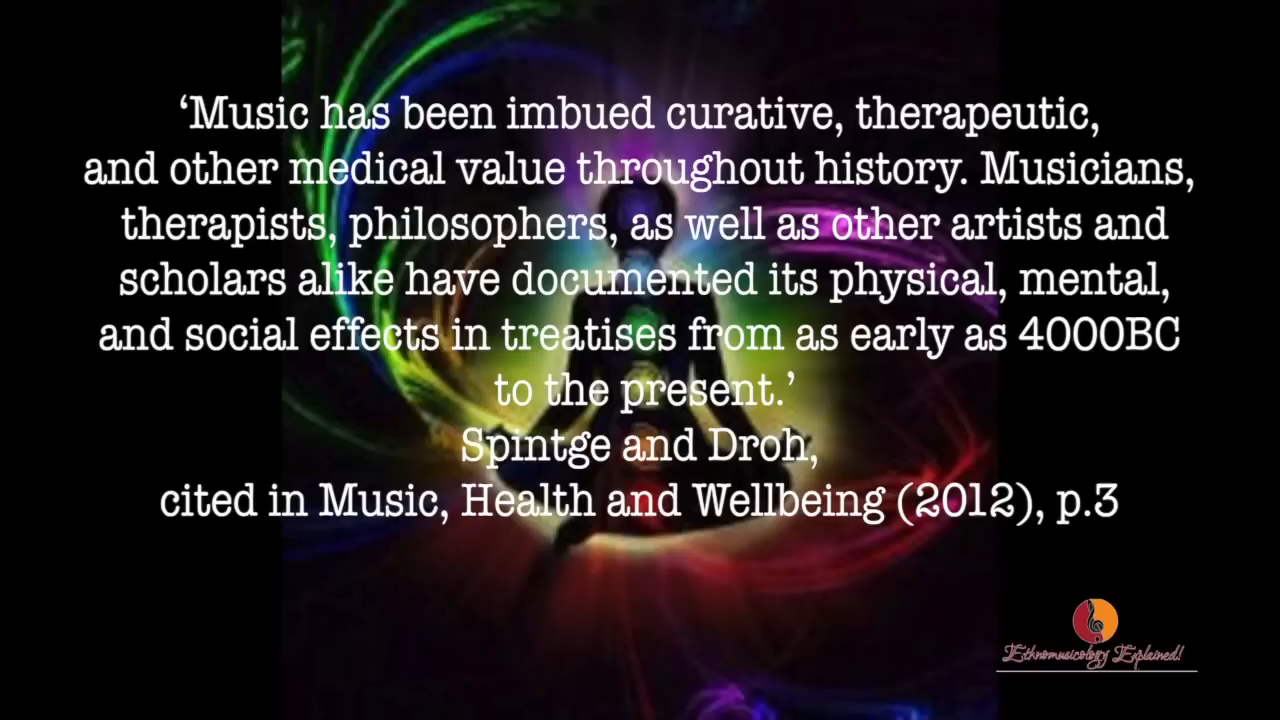 ‘Music has been imbued curative, therapeutic,
and other medical value throughout history. Musicians,
therapists, philosophers, as well as other artists and
scholars alike have documented its physical, mental,
and social effects in treatises from as early as 4000BC
to the present.’
Spintge and Droh,
cited in Music, Health and Wellbeing (2012), p.3
Ethnomusicology Explained!